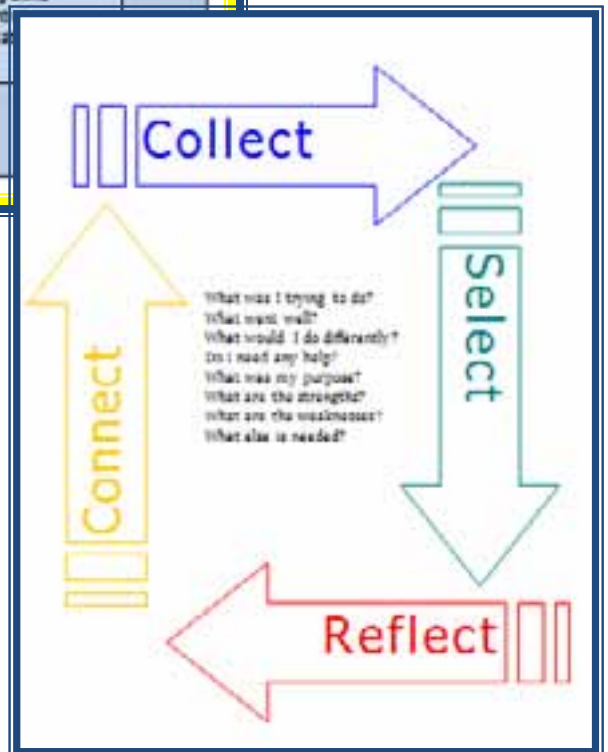 Collect
Select
What was I trying to do?
What went well?
What would I do differently?
Do I need any help?
What was my purpose?
What are the strengths?
What are the weaknesses?
What else is needed?
Connect
Reflect